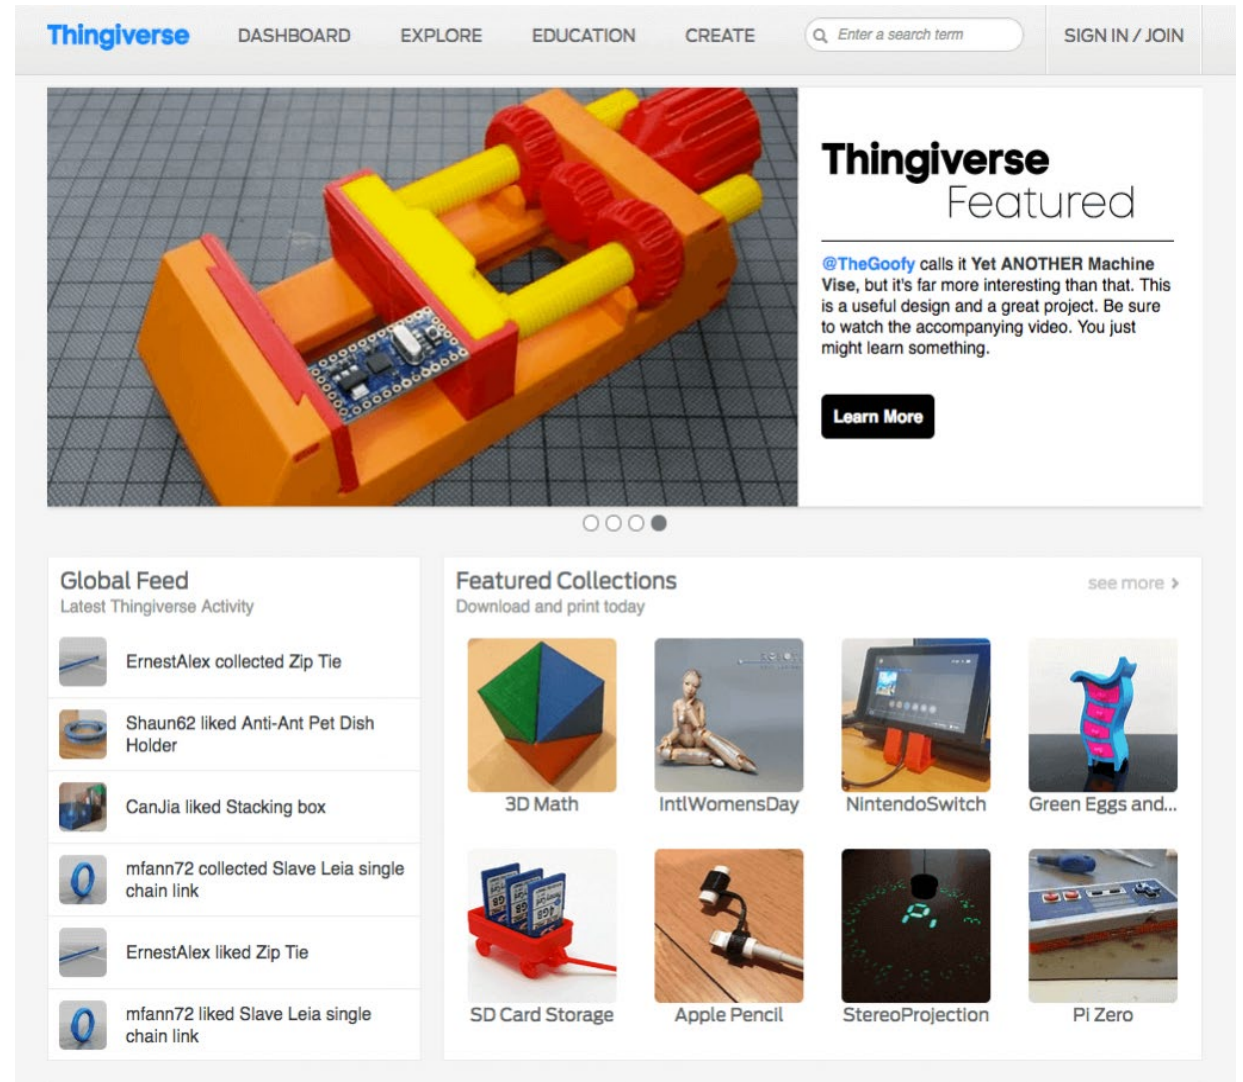 Thingiverse
DASHBOARD
EXPLORE
EDUCATION
CREATE
Enter a search term
SIGN IN / JOIN
Thingiverse
Featured
@TheGoofy calls it Yet ANOTHER Machine
Vise, but it's far more interesting than that. This
is a useful design and a great project. Be sure
to watch the accompanying video. You just
might learn something.
Learn More
Global Feed
Latest Thingiverse Activity
ErnestAlex collected Zip Tie
Shaun62 liked Anti-Ant Pet Dish
Holder
CanJia liked Stacking box
mfann72 collected Slave Leia single
chain link
ErnestAlex liked Zip Tie
mfann72 liked Slave Leia single
chain link
Featured Collections
see more >
Download and print today
3D Math
IntlWomensDay
NintendoSwitch
Green Eggs and...
SD Card Storage
Apple Pencil
StereoProjection
Pi Zero